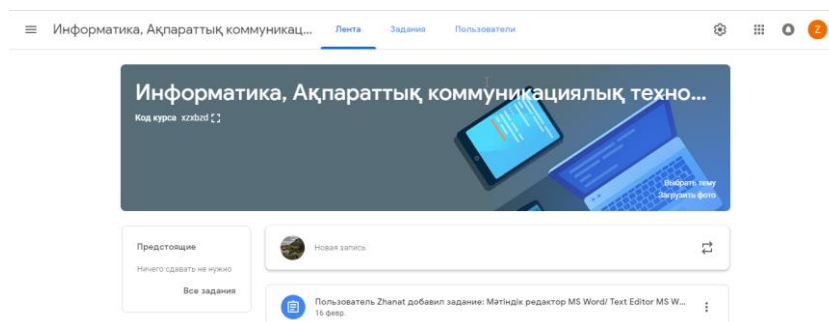 Информатика, Ақпараттық коммуникац...
Лента
Задания
Пользователи
Z
Информатика, Ақпараттық коммуникациялық техно...
Код курса xzxbzd
Выбрать тему
Загрузить фото
Предстоящие
Ничего сдавать не нужно
Все задания
Новая запись
Пользователь Zhanat добавил задание: Мәтіндік редактор MS Word/ Text Editor MS W...
16 февр.